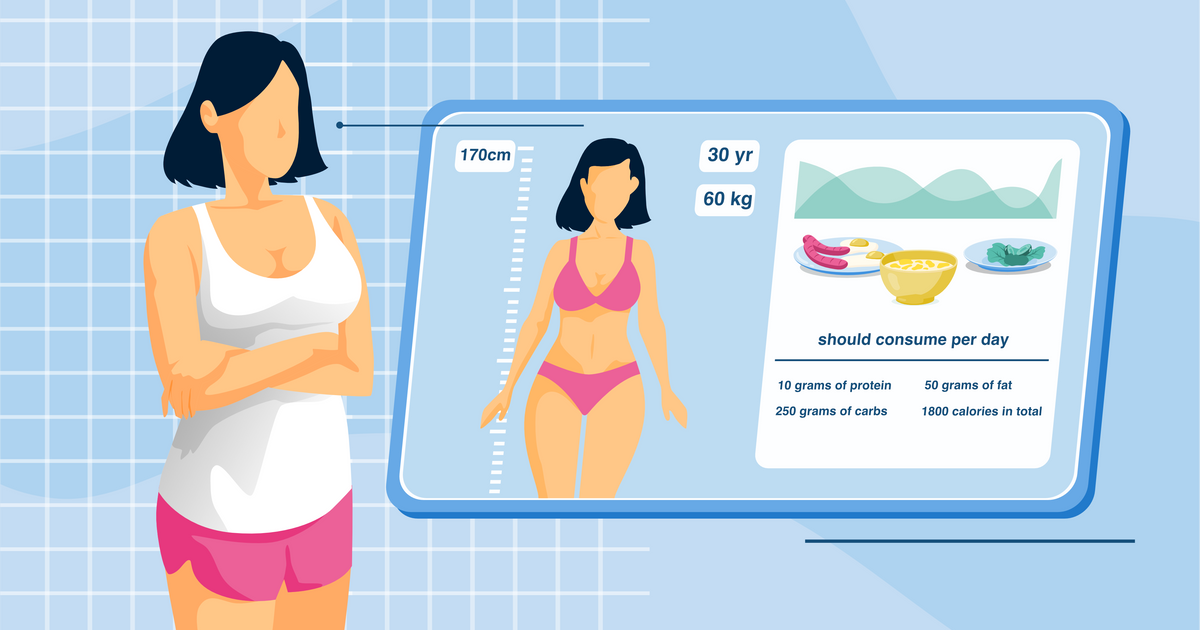 170cm
30 yr
60 kg
should consume per day
10 grams of protein
50 grams of fat
250 grams of carbs
1800 calories in total